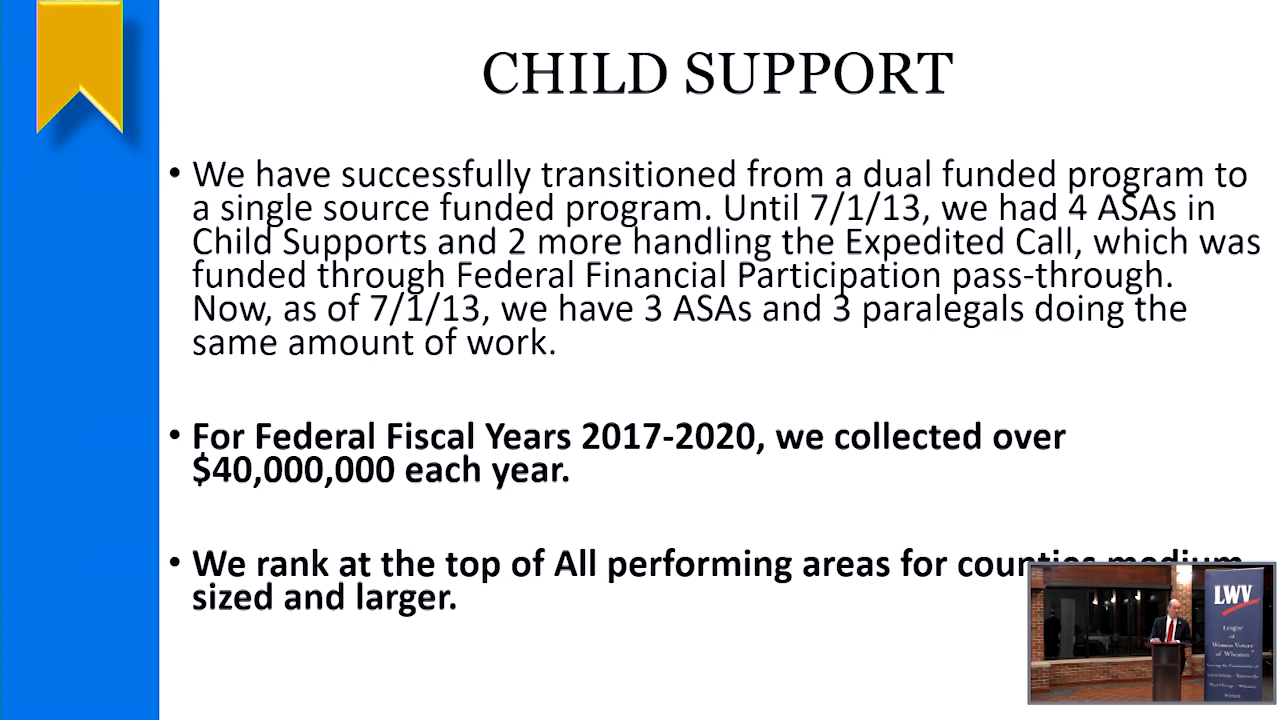 CHILD SUPPORT
• We have successfully transitioned from a dual funded program to
a single source funded program. Until 7/1/13, we had 4 ASAs in
Child Supports and 2 more handling the Expedited Call, which was
funded through Federal Financial Participation pass-through.
Now, as of 7/1/13, we have 3 ASAs and 3 paralegals doing the
same amount of work.
• For Federal Fiscal Years 2017-2020, we collected over
$40,000,000 each year.
• We rank at the top of All performing areas for counties medium
sized and larger.
LWV
League
of
Women Voters
of Wheaton